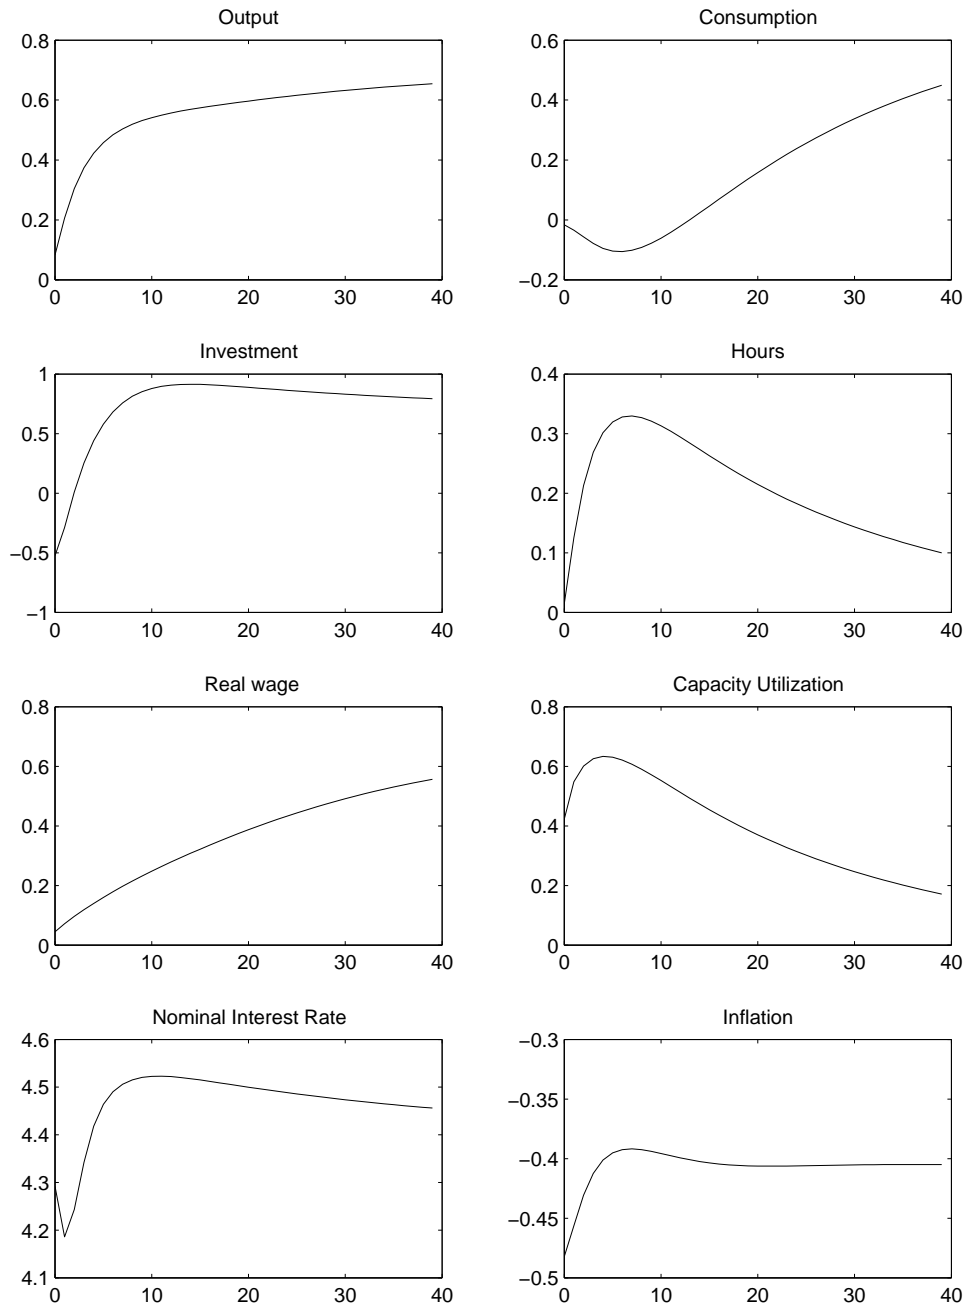 Output
0.8
0.6
0.4
0.2
0
0 10 20 30 40
Consumption
0.6
0.4
0.2
0
−0.2
0 10 20 30 40
Investment
1
0.5
0
−0.5
−1
0 10 20 30 40
Hours
0.4
0.3
0.2
0.1
0
0 10 20 30 40
Real wage
0.8
0.6
0.4
0.2
0
0 10 20 30 40
Capacity Utilization
0.8
0.6
0.4
0.2
0
0 10 20 30 40
Nominal Interest Rate
4.6
4.5
4.4
4.3
4.2
4.1
0 10 20 30 40
Inflation
−0.3
−0.35
−0.4
−0.45
−0.5
0 10 20 30 40